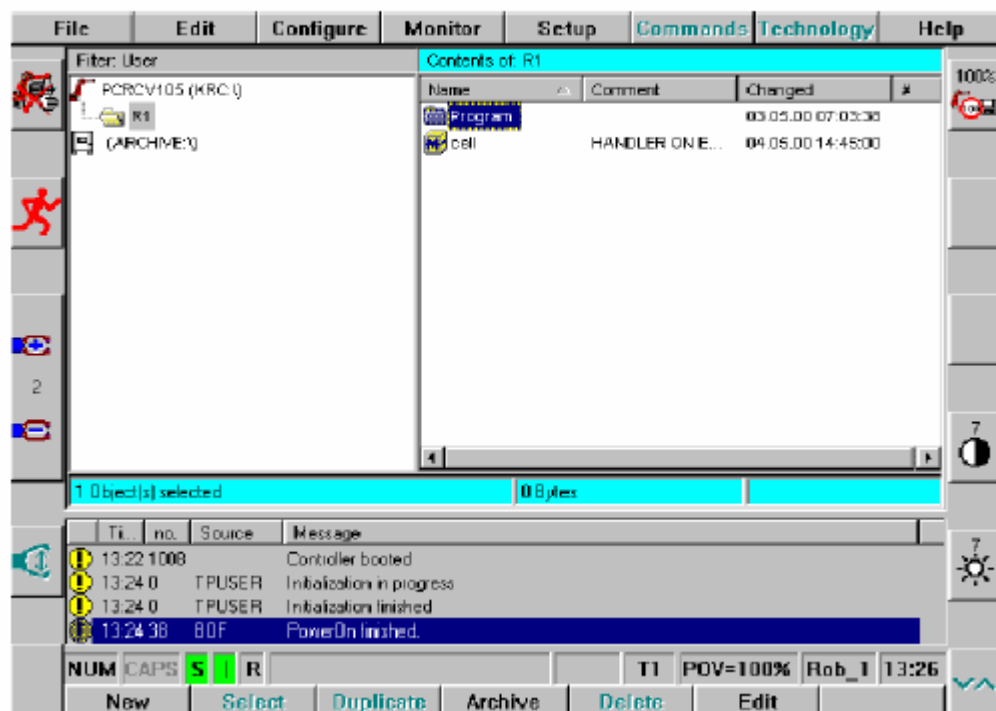 File Edit Configure Monitor Setup Commands Technology Help
Filter: User
PCRCV105 (KRC:\)
R1
(ARCHIVE:\)
Contents of: R1
Name Comment Changed #
Program 03.05.00 07:03:36
cell HANDLER ON E... 04.05.00 14:45:00
100%
2
7
7
1 Object(s) selected 0 Bytes
Ti... no. Source Message
13:22 1008 Controller booted
13:24 0 TPUSER Initialization in progress
13:24 0 TPUSER Initialization finished
13:24 38 BOF PowerOn finished.
NUM CAPS S I R T1 POV=100% Rob_1 13:26
New Select Duplicate Archive Delete Edit